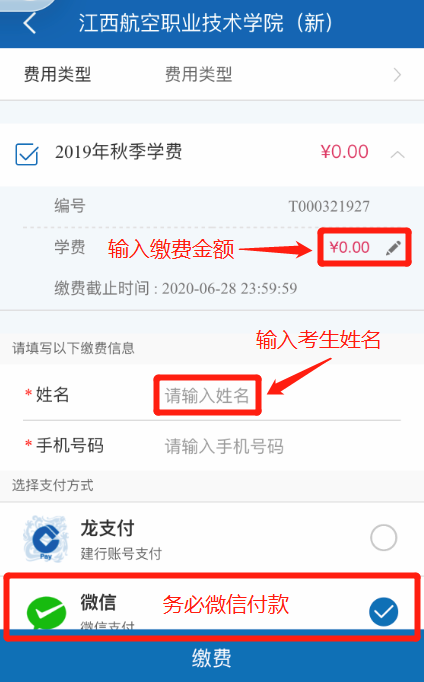 江西航空职业技术学院（新）
费用类型 费用类型
2019年秋季学费 ¥0.00
编号 T000321927
学费 输入缴费金额 ¥0.00
缴费截止时间 : 2020-06-28 23:59:59
请填写以下缴费信息
输入考生姓名
* 姓名 请输入姓名
* 手机号码 请输入手机号码
选择支付方式
龙支付
Pay
建行账号支付
微信 务必微信付款
微信支付
缴费